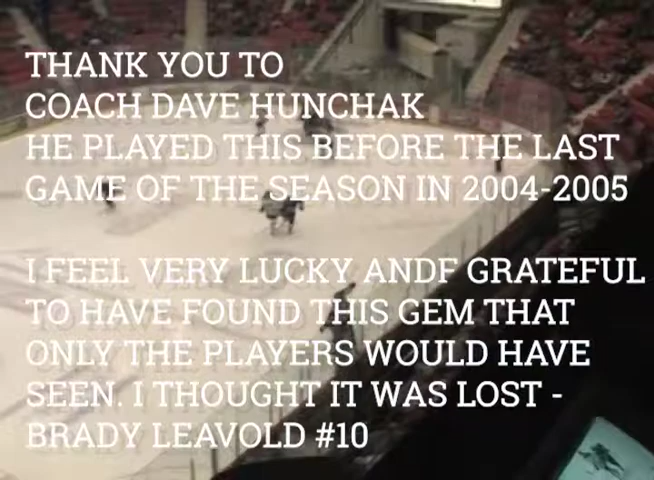 THANK YOU TO
COACH DAVE HUNCHAK
HE PLAYED THIS BEFORE THE LAST
GAME OF THE SEASON IN 2004-2005
I FEEL VERY LUCKY ANDF GRATEFUL
TO HAVE FOUND THIS GEM THAT
ONLY THE PLAYERS WOULD HAVE
SEEN. I THOUGHT IT WAS LOST -
BRADY LEAVOLD #10